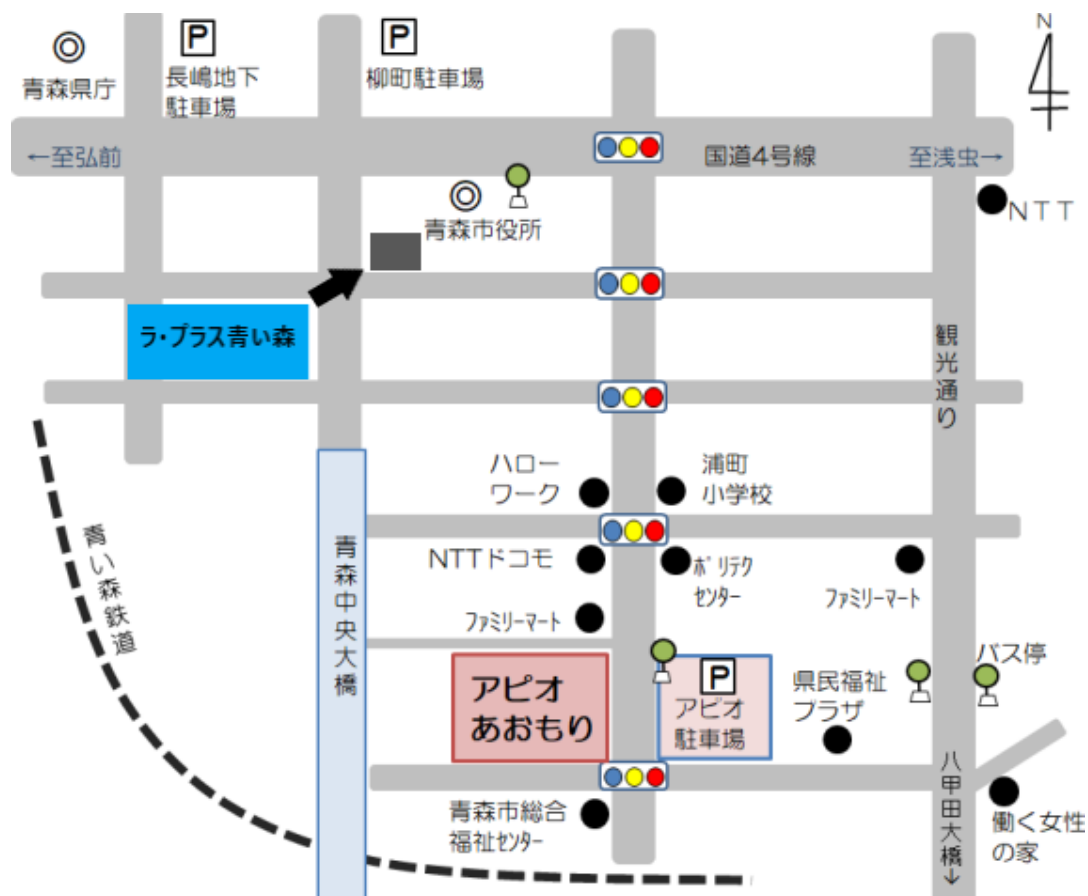 N
P
P
青森県庁
長嶋地下
駐車場
柳町駐車場
←至弘前
国道4号線
至浅虫→
青森市役所
NTT
ラ・プラス青い森
観光通り
ハロー
ワーク
浦町
小学校
青い森鉄道
青森中央大橋
NTTドコモ
ポリテク
センター
ファミリーマート
ファミリーマート
アピオ
あおもり
P
アピオ
駐車場
県民福祉
プラザ
バス停
青森市総合
福祉センター
八甲田大橋↓
働く女性
の家